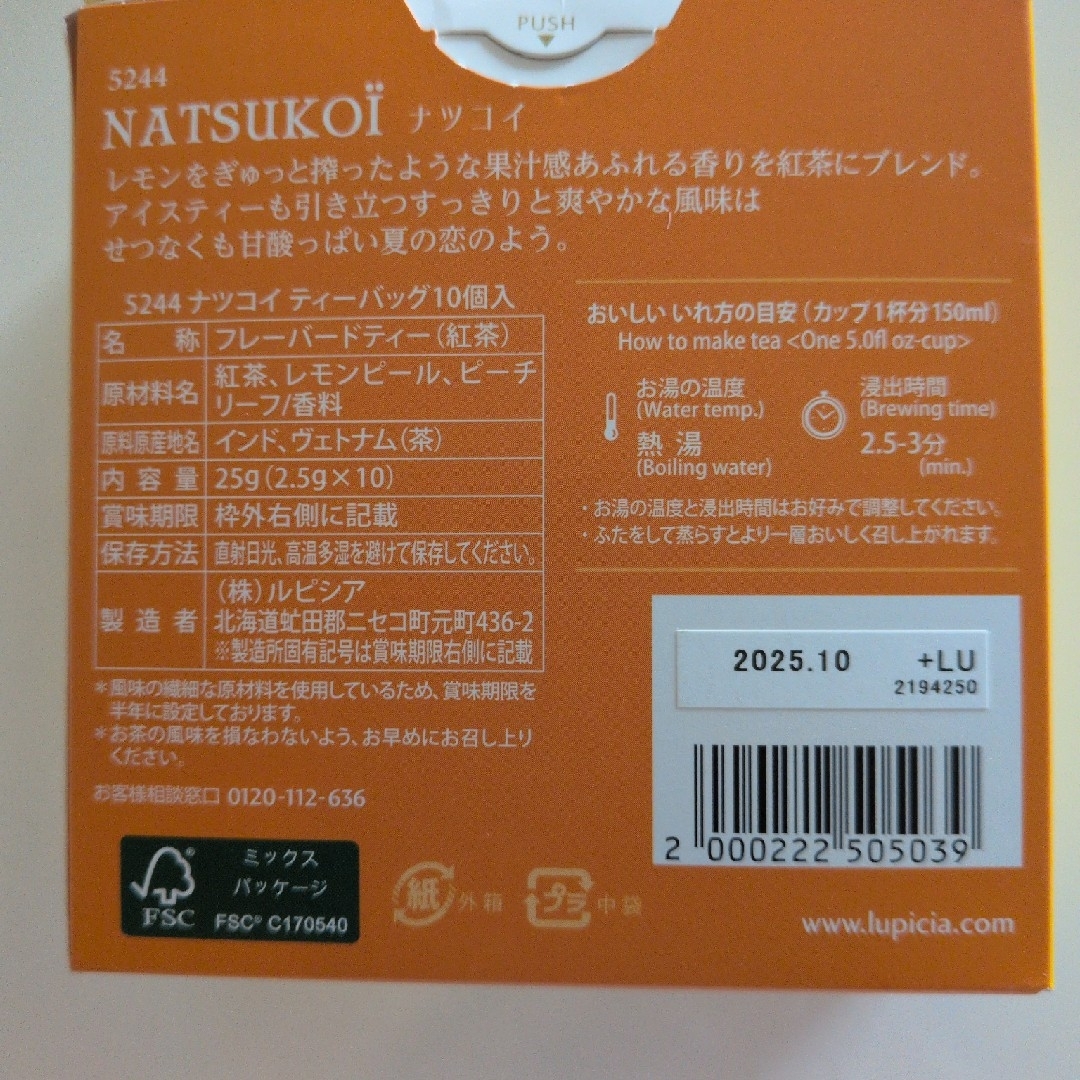 PUSH
5244
NATSUKOÏ ナツコイ
レモンをぎゅっと搾ったような果汁感あふれる香りを紅茶にブレンド。
アイスティーも引き立つすっきりと爽やかな風味は
せつなくも甘酸っぱい夏の恋のよう。
5244 ナツコイ ティーバッグ10個入
名称 フレーバードティー（紅茶）
原材料名 紅茶、レモンピール、ピーチ
リーフ/香料
原料原産地名 インド、ヴェトナム（茶）
内容量 25g（2.5g×10）
賞味期限 枠外右側に記載
保存方法 直射日光、高温多湿を避けて保存してください。
製造者 （株）ルピシア
北海道虻田郡ニセコ町元町436-2
※製造所固有記号は賞味期限右側に記載
＊風味の繊細な原材料を使用しているため、賞味期限を
半年に設定しております。
＊お茶の風味を損なわないよう、お早めにお召し上り
ください。
お客様相談窓口 0120-112-636
ミックス
パッケージ
FSC® C170540
FSC
紙 外箱
プラ 中袋
おいしい いれ方の目安（カップ1杯分150ml）
How to make tea <One 5.0fl oz-cup>
お湯の温度
(Water temp.)
熱湯
(Boiling water)
浸出時間
(Brewing time)
2.5-3分
(min.)
・お湯の温度と浸出時間はお好みで調整してください。
・ふたをして蒸らすとより一層おいしく召し上がれます。
2025.10 +LU
2194250
2 000222 505039
www.lupicia.com